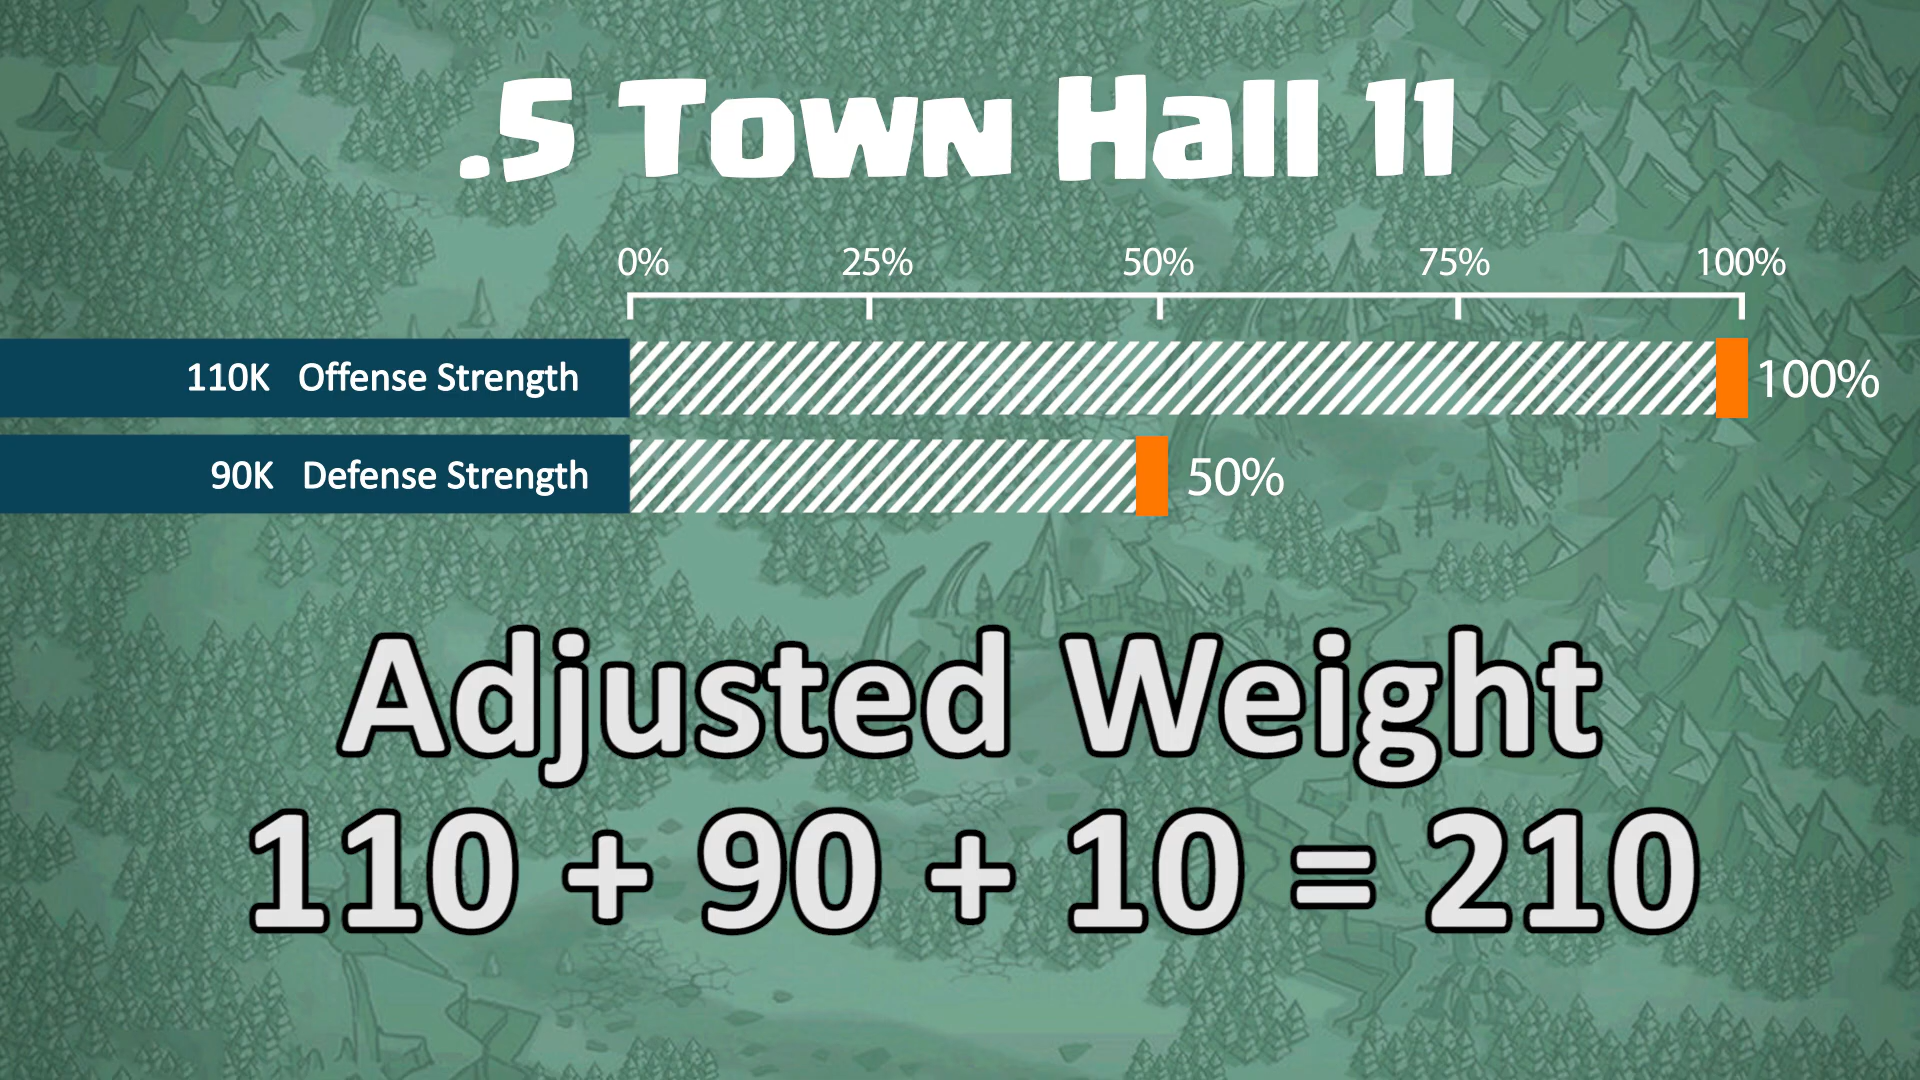 .5 Town Hall 11
0% 25% 50% 75% 100%
110K Offense Strength 100%
90K Defense Strength 50%
Adjusted Weight
110 + 90 + 10 = 210